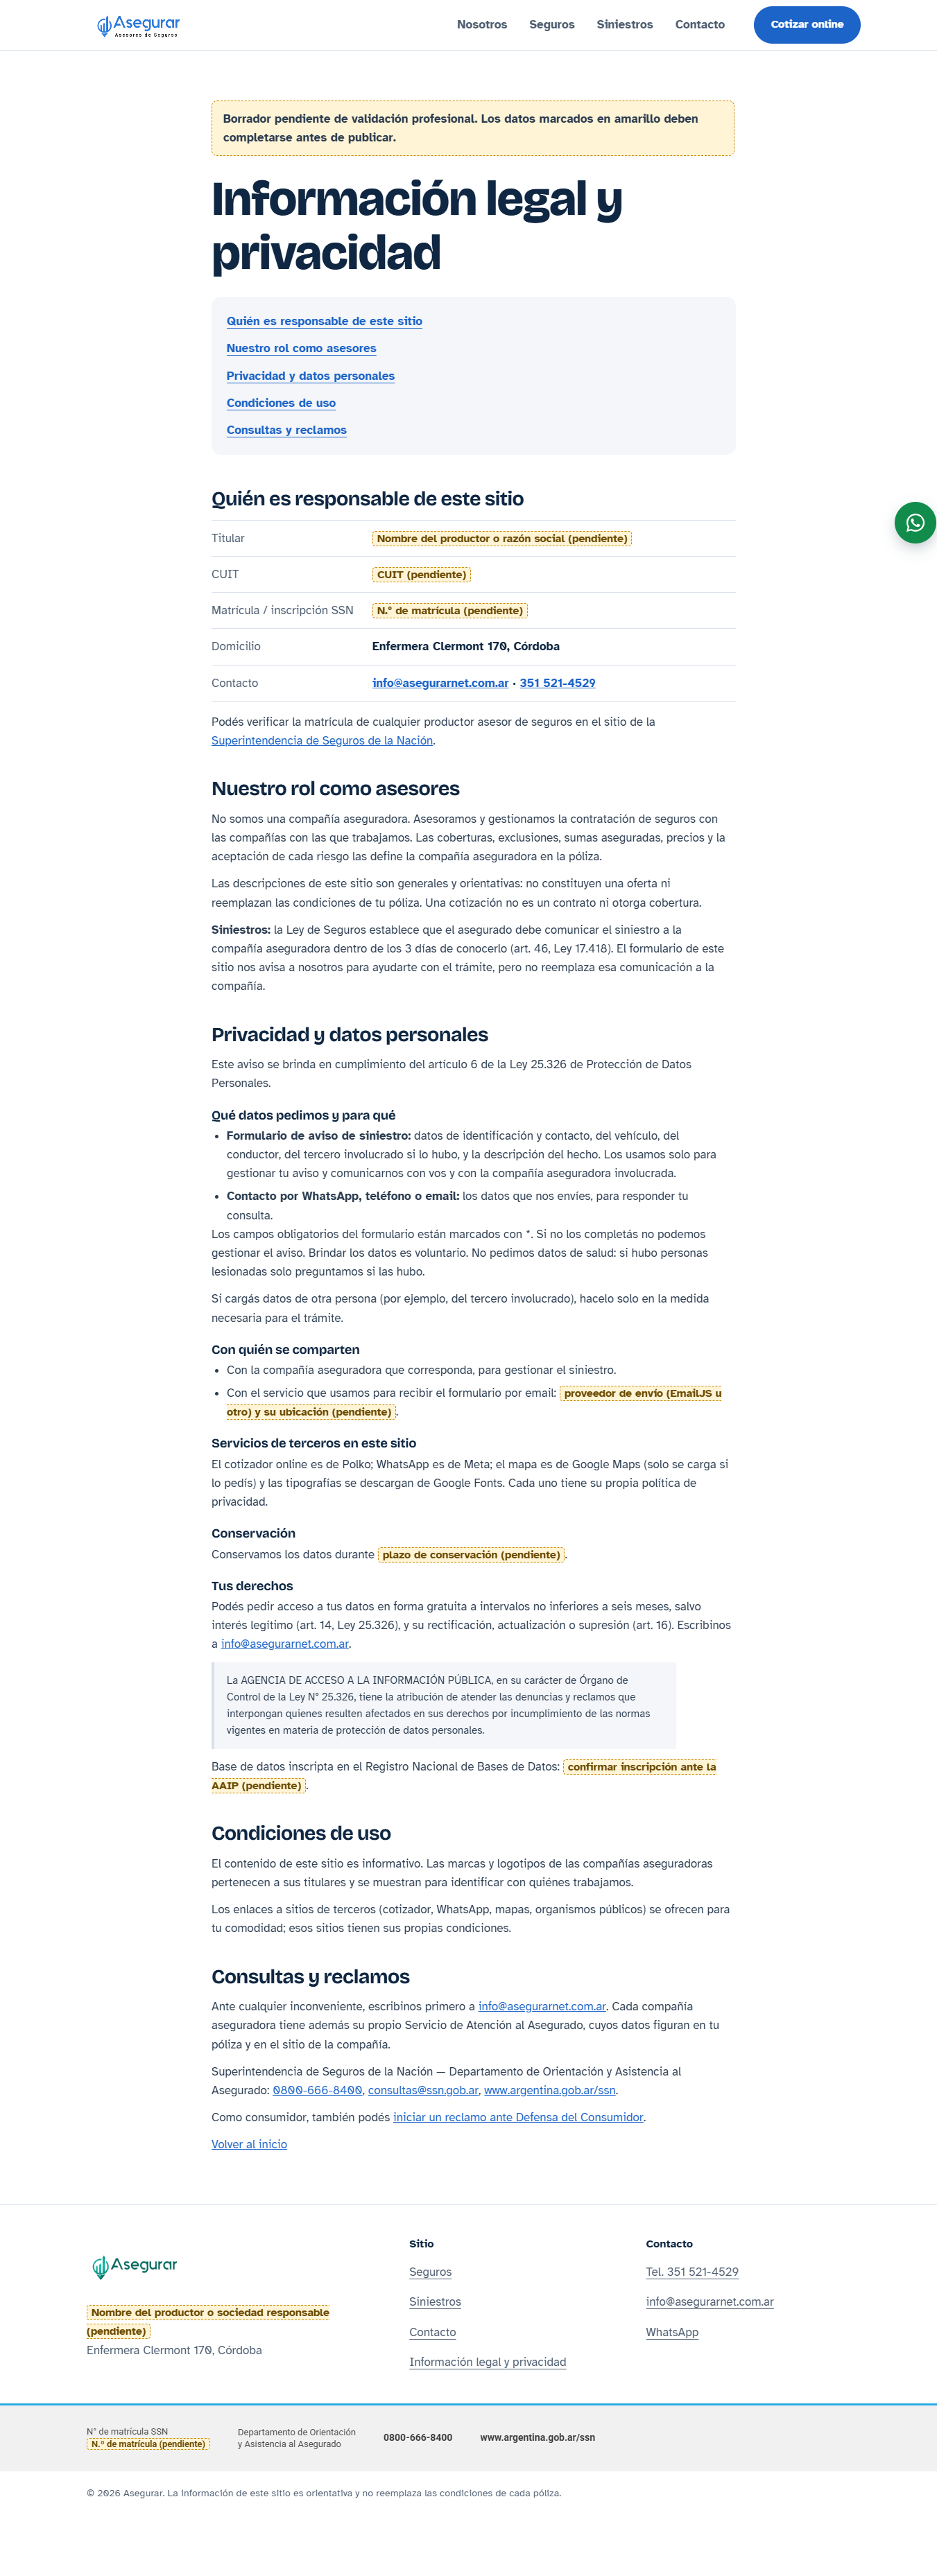 Asegurar
Asesores de Seguros
Nosotros
Seguros
Siniestros
Contacto
Cotizar online
Borrador pendiente de validación profesional. Los datos marcados en amarillo deben
completarse antes de publicar.
Información legal y
privacidad
Quién es responsable de este sitio
Nuestro rol como asesores
Privacidad y datos personales
Condiciones de uso
Consultas y reclamos
Quién es responsable de este sitio
Titular Nombre del productor o razón social (pendiente)
CUIT CUIT (pendiente)
Matrícula / inscripción SSN N.º de matrícula (pendiente)
Domicilio Enfermera Clermont 170, Córdoba
Contacto info@asegurarnet.com.ar · 351 521-4529
Podés verificar la matrícula de cualquier productor asesor de seguros en el sitio de la
Superintendencia de Seguros de la Nación.
Nuestro rol como asesores
No somos una compañía aseguradora. Asesoramos y gestionamos la contratación de seguros con
las compañías con las que trabajamos. Las coberturas, exclusiones, sumas aseguradas, precios y la
aceptación de cada riesgo las define la compañía aseguradora en la póliza.
Las descripciones de este sitio son generales y orientativas: no constituyen una oferta ni
reemplazan las condiciones de tu póliza. Una cotización no es un contrato ni otorga cobertura.
Siniestros: la Ley de Seguros establece que el asegurado debe comunicar el siniestro a la
compañía aseguradora dentro de los 3 días de conocerlo (art. 46, Ley 17.418). El formulario de este
sitio nos avisa a nosotros para ayudarte con el trámite, pero no reemplaza esa comunicación a la
compañía.
Privacidad y datos personales
Este aviso se brinda en cumplimiento del artículo 6 de la Ley 25.326 de Protección de Datos
Personales.
Qué datos pedimos y para qué
• Formulario de aviso de siniestro: datos de identificación y contacto, del vehículo, del
conductor, del tercero involucrado si lo hubo, y la descripción del hecho. Los usamos solo para
gestionar tu aviso y comunicarnos con vos y con la compañía aseguradora involucrada.
• Contacto por WhatsApp, teléfono o email: los datos que nos envíes, para responder tu
consulta.
Los campos obligatorios del formulario están marcados con *. Si no los completás no podemos
gestionar el aviso. Brindar los datos es voluntario. No pedimos datos de salud: si hubo personas
lesionadas solo preguntamos si las hubo.
Si cargás datos de otra persona (por ejemplo, del tercero involucrado), hacelo solo en la medida
necesaria para el trámite.
Con quién se comparten
• Con la compañía aseguradora que corresponda, para gestionar el siniestro.
• Con el servicio que usamos para recibir el formulario por email: proveedor de envío (EmailJS u
otro) y su ubicación (pendiente).
Servicios de terceros en este sitio
El cotizador online es de Polko; WhatsApp es de Meta; el mapa es de Google Maps (solo se carga si
lo pedís) y las tipografías se descargan de Google Fonts. Cada uno tiene su propia política de
privacidad.
Conservación
Conservamos los datos durante plazo de conservación (pendiente).
Tus derechos
Podés pedir acceso a tus datos en forma gratuita a intervalos no inferiores a seis meses, salvo
interés legítimo (art. 14, Ley 25.326), y su rectificación, actualización o supresión (art. 16). Escribinos
a info@asegurarnet.com.ar.
La AGENCIA DE ACCESO A LA INFORMACIÓN PÚBLICA, en su carácter de Órgano de
Control de la Ley N° 25.326, tiene la atribución de atender las denuncias y reclamos que
interpongan quienes resulten afectados en sus derechos por incumplimiento de las normas
vigentes en materia de protección de datos personales.
Base de datos inscripta en el Registro Nacional de Bases de Datos: confirmar inscripción ante la
AAIP (pendiente).
Condiciones de uso
El contenido de este sitio es informativo. Las marcas y logotipos de las compañías aseguradoras
pertenecen a sus titulares y se muestran para identificar con quiénes trabajamos.
Los enlaces a sitios de terceros (cotizador, WhatsApp, mapas, organismos públicos) se ofrecen para
tu comodidad; esos sitios tienen sus propias condiciones.
Consultas y reclamos
Ante cualquier inconveniente, escribinos primero a info@asegurarnet.com.ar. Cada compañía
aseguradora tiene además su propio Servicio de Atención al Asegurado, cuyos datos figuran en tu
póliza y en el sitio de la compañía.
Superintendencia de Seguros de la Nación — Departamento de Orientación y Asistencia al
Asegurado: 0800-666-8400, consultas@ssn.gob.ar, www.argentina.gob.ar/ssn.
Como consumidor, también podés iniciar un reclamo ante Defensa del Consumidor.
Volver al inicio
Asegurar
Nombre del productor o sociedad responsable
(pendiente)
Enfermera Clermont 170, Córdoba
Sitio
Seguros
Siniestros
Contacto
Información legal y privacidad
Contacto
Tel. 351 521-4529
info@asegurarnet.com.ar
WhatsApp
N° de matrícula SSN
N.º de matrícula (pendiente)
Departamento de Orientación
y Asistencia al Asegurado
0800-666-8400
www.argentina.gob.ar/ssn
© 2026 Asegurar. La información de este sitio es orientativa y no reemplaza las condiciones de cada póliza.